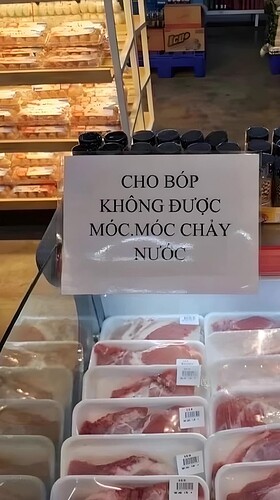 CHO BÓP
KHÔNG ĐƯỢC
MÓC.MÓC CHẢY
NƯỚC